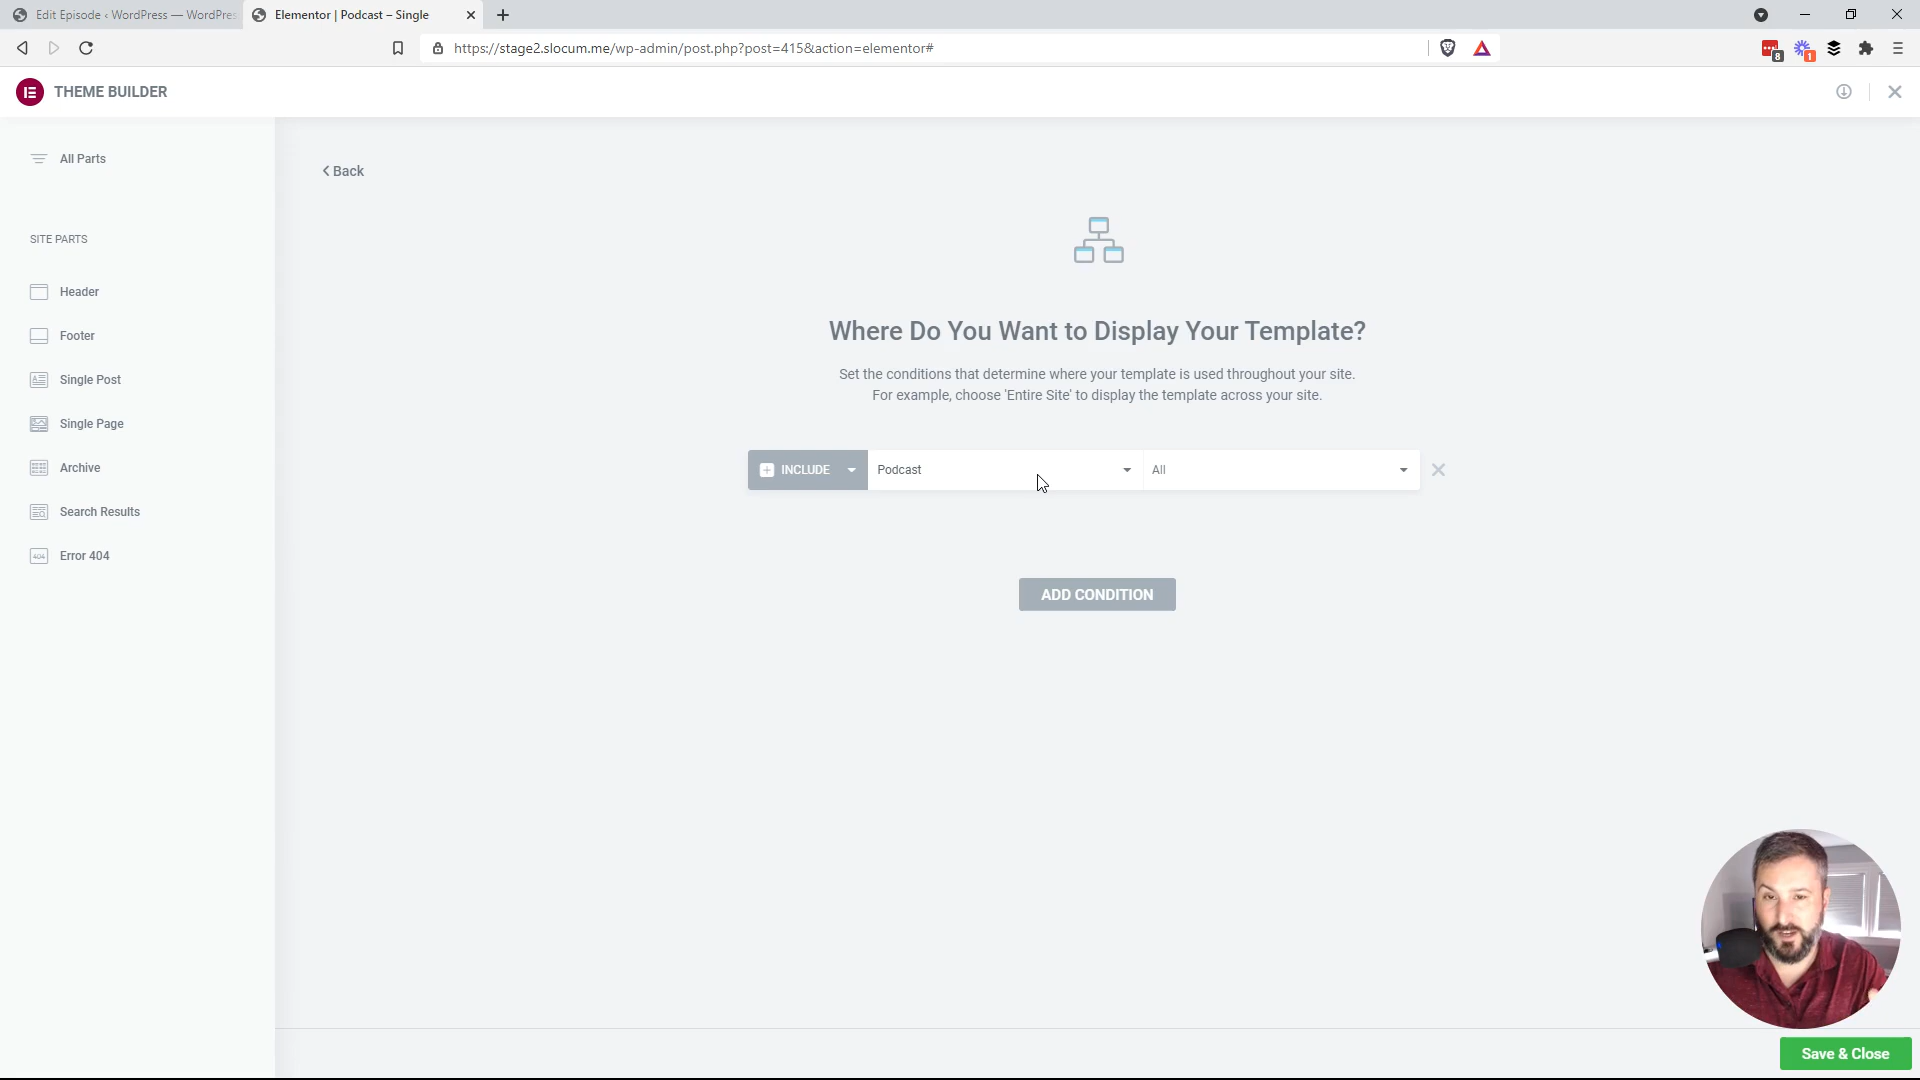 Edit Episode ‹ WordPress — WordPre
Elementor | Podcast – Single
https://stage2.slocum.me/wp-admin/post.php?post=415&action=elementor#
8
1
THEME BUILDER
All Parts
< Back
SITE PARTS
Header
Footer
Single Post
Single Page
Archive
Search Results
404
Error 404
Where Do You Want to Display Your Template?
Set the conditions that determine where your template is used throughout your site.
For example, choose 'Entire Site' to display the template across your site.
INCLUDE
Podcast
All
ADD CONDITION
Save & Close